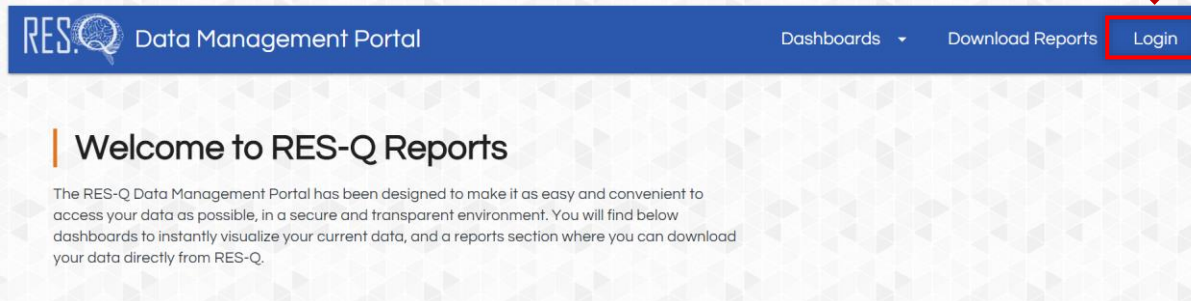 RES.Q Data Management Portal Dashboards Download Reports Login
Welcome to RES-Q Reports
The RES-Q Data Management Portal has been designed to make it as easy and convenient to
access your data as possible, in a secure and transparent environment. You will find below
dashboards to instantly visualize your current data, and a reports section where you can download
your data directly from RES-Q.